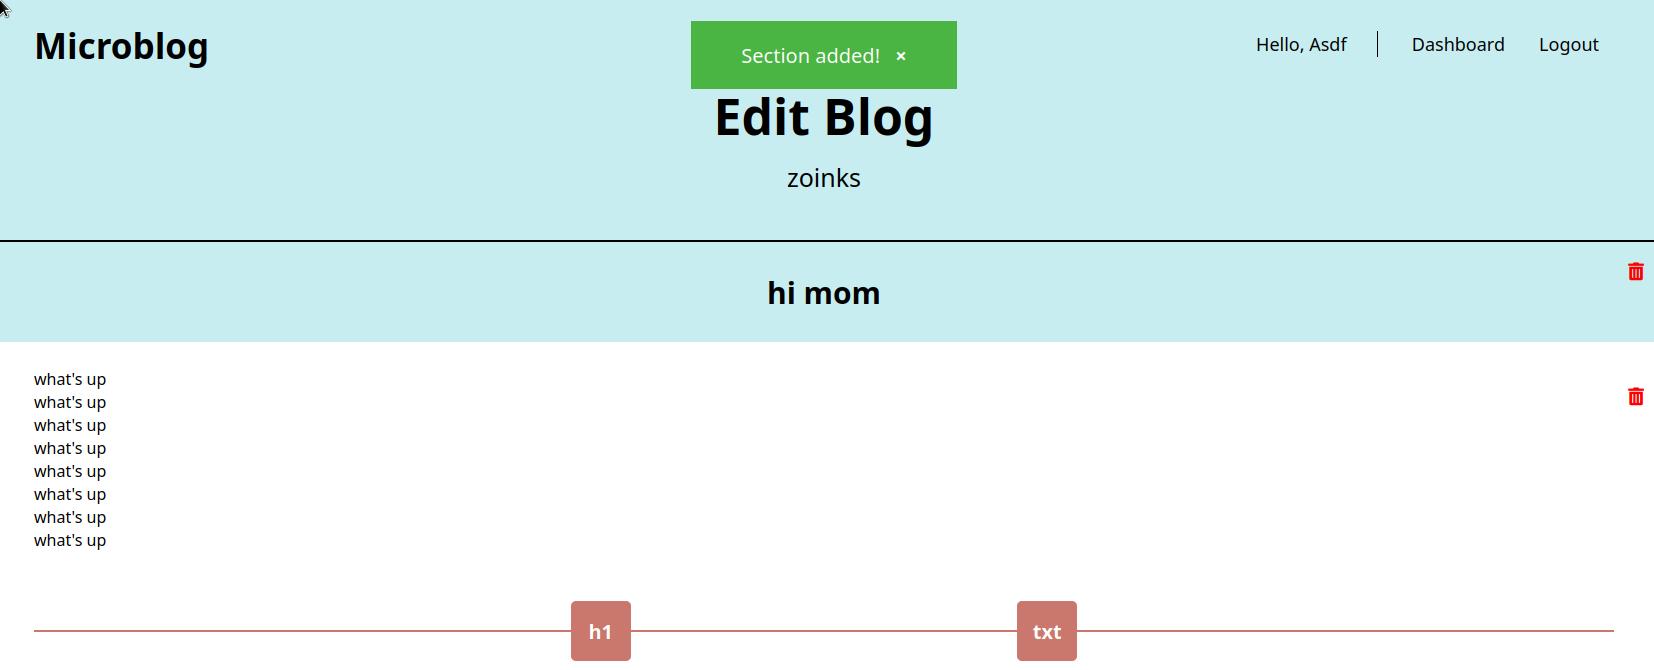 Microblog
Section added! ×
Hello, Asdf
Dashboard
Logout
Edit Blog
zoinks
hi mom
what's up
what's up
what's up
what's up
what's up
what's up
what's up
what's up
h1
txt